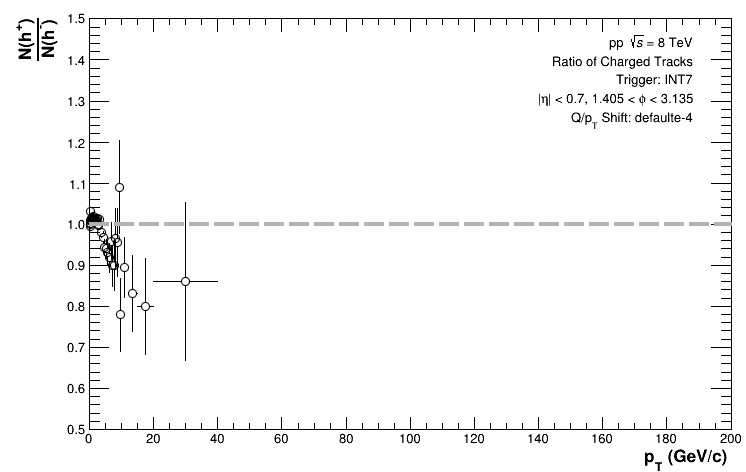 N(h⁺)
N(h⁻)
1.5
1.4
1.3
1.2
1.1
1.0
0.9
0.8
0.7
0.6
0.5
pp √s = 8 TeV
Ratio of Charged Tracks
Trigger: INT7
|η| < 0.7, 1.405 < ϕ < 3.135
Q/p_T Shift: defaulte-4
0 20 40 60 80 100 120 140 160 180 200
p_T (GeV/c)